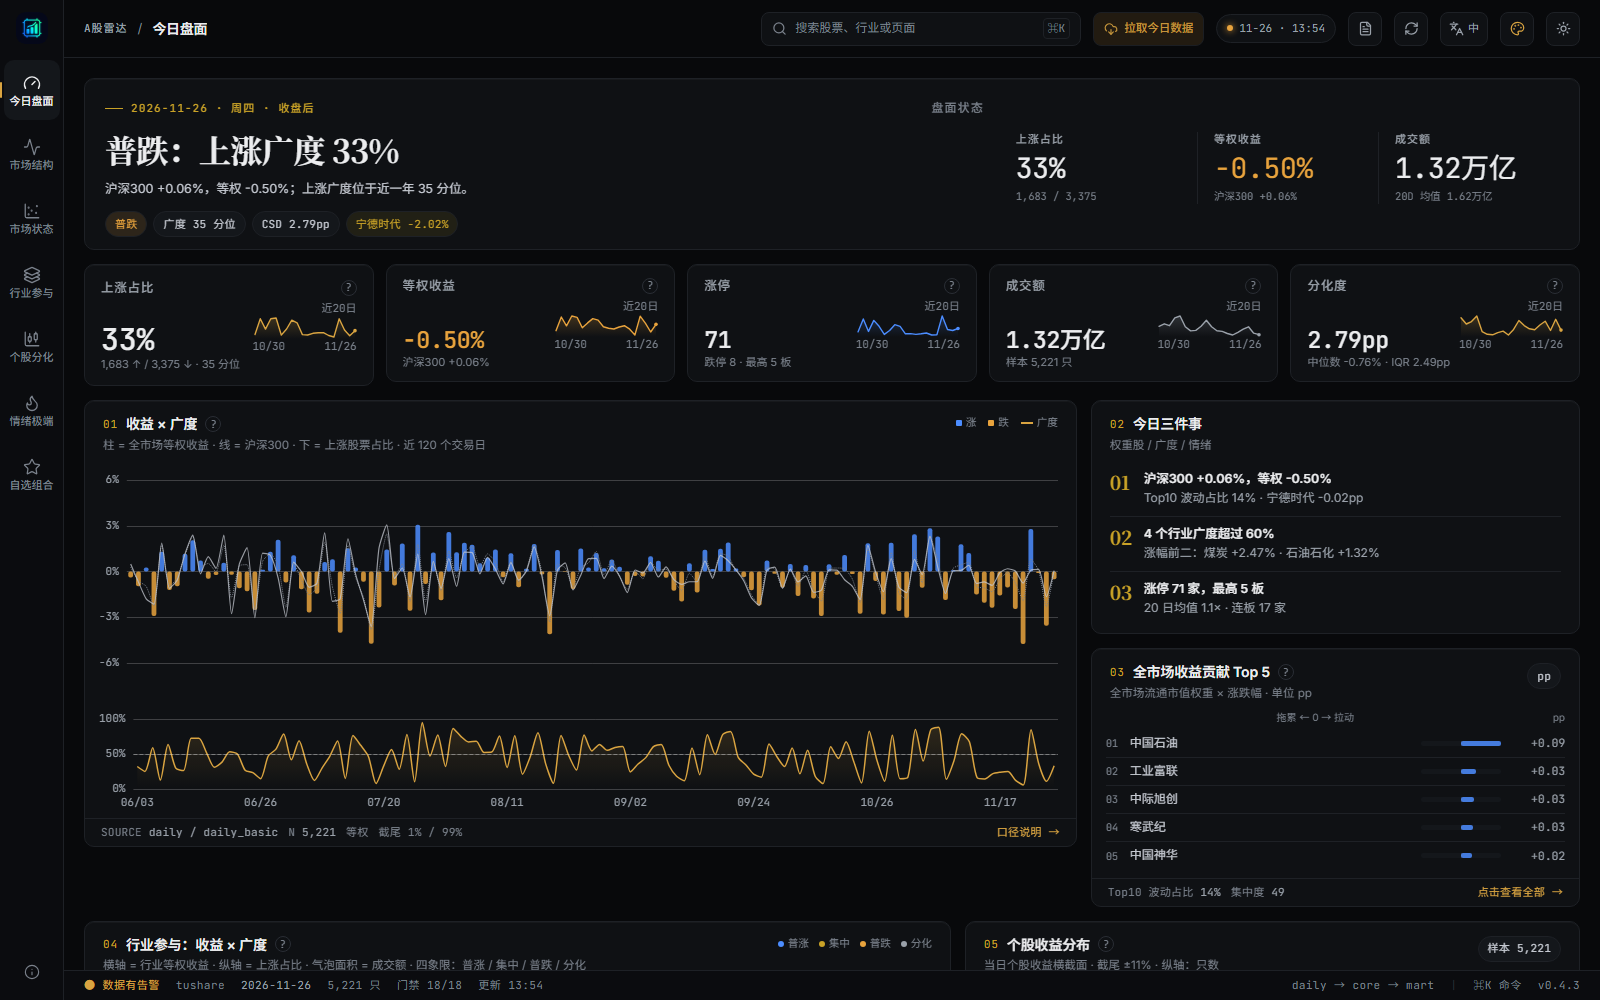 A股雷达 / 今日盘面
搜索股票、行业或页面 ⌘K
拉取今日数据
11-26 · 13:54
中
今日盘面
市场结构
市场状态
行业参与
个股分化
情绪极端
自选组合
2026-11-26 · 周四 · 收盘后
普跌：上涨广度 33%
沪深300 +0.06%，等权 -0.50%；上涨广度位于近一年 35 分位。
普跌 广度 35 分位 CSD 2.79pp 宁德时代 -2.02%
盘面状态
上涨占比
33%
1,683 / 3,375
等权收益
-0.50%
沪深300 +0.06%
成交额
1.32万亿
20D 均值 1.62万亿
上涨占比 ?
近20日
33%
10/30 11/26
1,683 ↑ / 3,375 ↓ · 35 分位
等权收益 ?
近20日
-0.50%
10/30 11/26
沪深300 +0.06%
涨停 ?
近20日
71
10/30 11/26
跌停 8 · 最高 5 板
成交额 ?
近20日
1.32万亿
10/30 11/26
样本 5,221 只
分化度 ?
近20日
2.79pp
10/30 11/26
中位数 -0.76% · IQR 2.49pp
01 收益 × 广度 ?
涨 跌 广度
柱 = 全市场等权收益 · 线 = 沪深300 · 下 = 上涨股票占比 · 近 120 个交易日
6%
3%
0%
-3%
-6%
100%
50%
0%
06/03 06/26 07/20 08/11 09/02 09/24 10/26 11/17
SOURCE daily / daily_basic N 5,221 等权 截尾 1% / 99%
口径说明 →
02 今日三件事
权重股 / 广度 / 情绪
01 沪深300 +0.06%，等权 -0.50%
Top10 波动占比 14% · 宁德时代 -0.02pp
02 4 个行业广度超过 60%
涨幅前二：煤炭 +2.47% · 石油石化 +1.32%
03 涨停 71 家，最高 5 板
20 日均值 1.1× · 连板 17 家
03 全市场收益贡献 Top 5 ?
pp
全市场流通市值权重 × 涨跌幅 · 单位 pp
拖累 ← 0 → 拉动 pp
01 中国石油 +0.09
02 工业富联 +0.03
03 中际旭创 +0.03
04 寒武纪 +0.03
05 中国神华 +0.02
Top10 波动占比 14% 集中度 49
点击查看全部 →
04 行业参与：收益 × 广度 ?
普涨 集中 普跌 分化
横轴 = 行业等权收益 · 纵轴 = 上涨占比 · 气泡面积 = 成交额 · 四象限：普涨 / 集中 / 普跌 / 分化
05 个股收益分布 ?
样本 5,221
当日个股收益横截面 · 截尾 ±11% · 纵轴：只数
数据有告警 tushare 2026-11-26 5,221 只 门禁 18/18 更新 13:54
daily → core → mart ⌘K 命令 v0.4.3